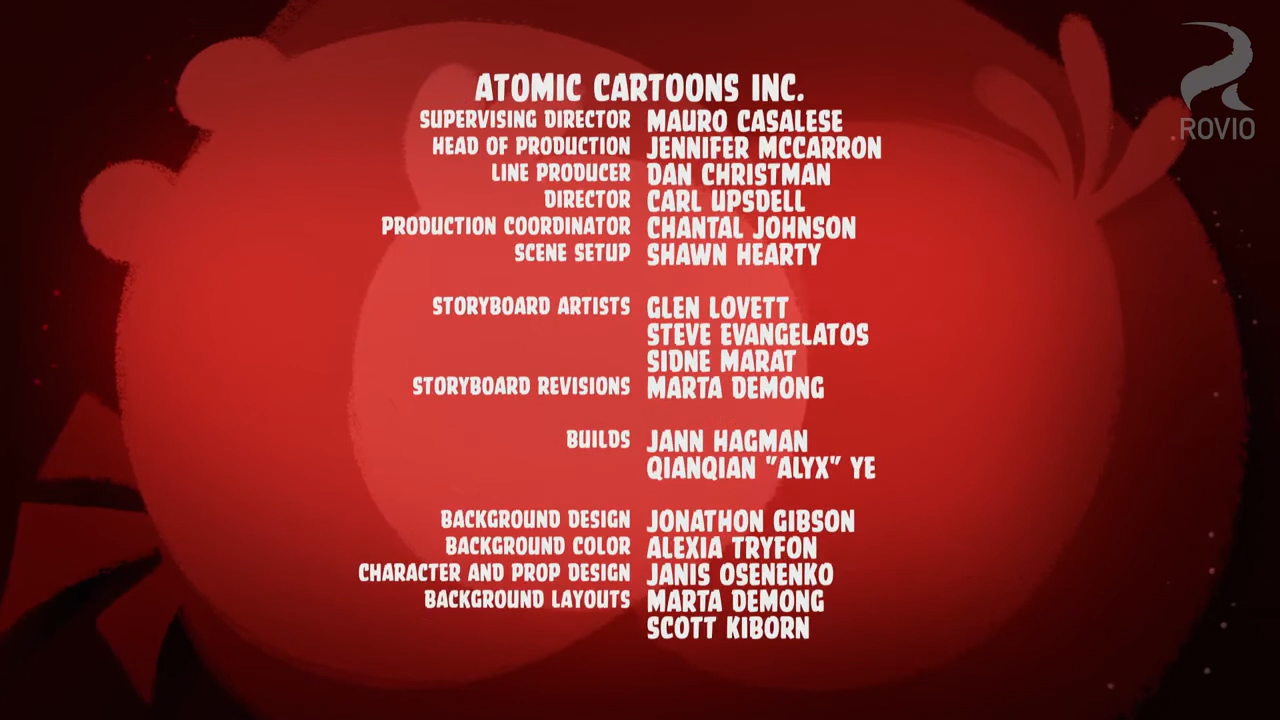 ATOMIC CARTOONS INC.
SUPERVISING DIRECTOR MAURO CASALESE
HEAD OF PRODUCTION JENNIFER MCCARRON
LINE PRODUCER DAN CHRISTMAN
DIRECTOR CARL UPSDELL
PRODUCTION COORDINATOR CHANTAL JOHNSON
SCENE SETUP SHAWN HEARTY
STORYBOARD ARTISTS GLEN LOVETT
STEVE EVANGELATOS
SIDNE MARAT
STORYBOARD REVISIONS MARTA DEMONG
BUILDS JANN HAGMAN
QIANQIAN "ALYX" YE
BACKGROUND DESIGN JONATHON GIBSON
BACKGROUND COLOR ALEXIA TRYFON
CHARACTER AND PROP DESIGN JANIS OSENENKO
BACKGROUND LAYOUTS MARTA DEMONG
SCOTT KIBORN
ROVIO